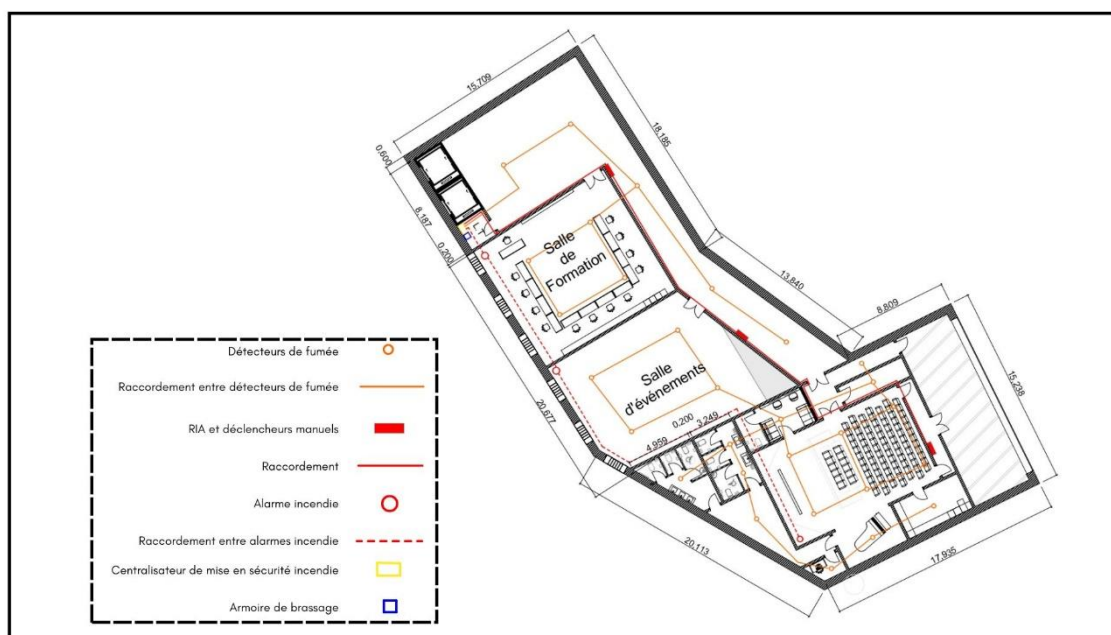 15.709
18.185
0.600
8.187
0.200
Salle
de
Formation
13.840
8.809
15.238
Salle
d'événements
0.200
3.249
4.959
20.677
20.113
17.935
Détecteurs de fumée
Raccordement entre détecteurs de fumée
RIA et déclencheurs manuels
Raccordement
Alarme incendie
Raccordement entre alarmes incendie
Centralisateur de mise en sécurité incendie
Armoire de brassage